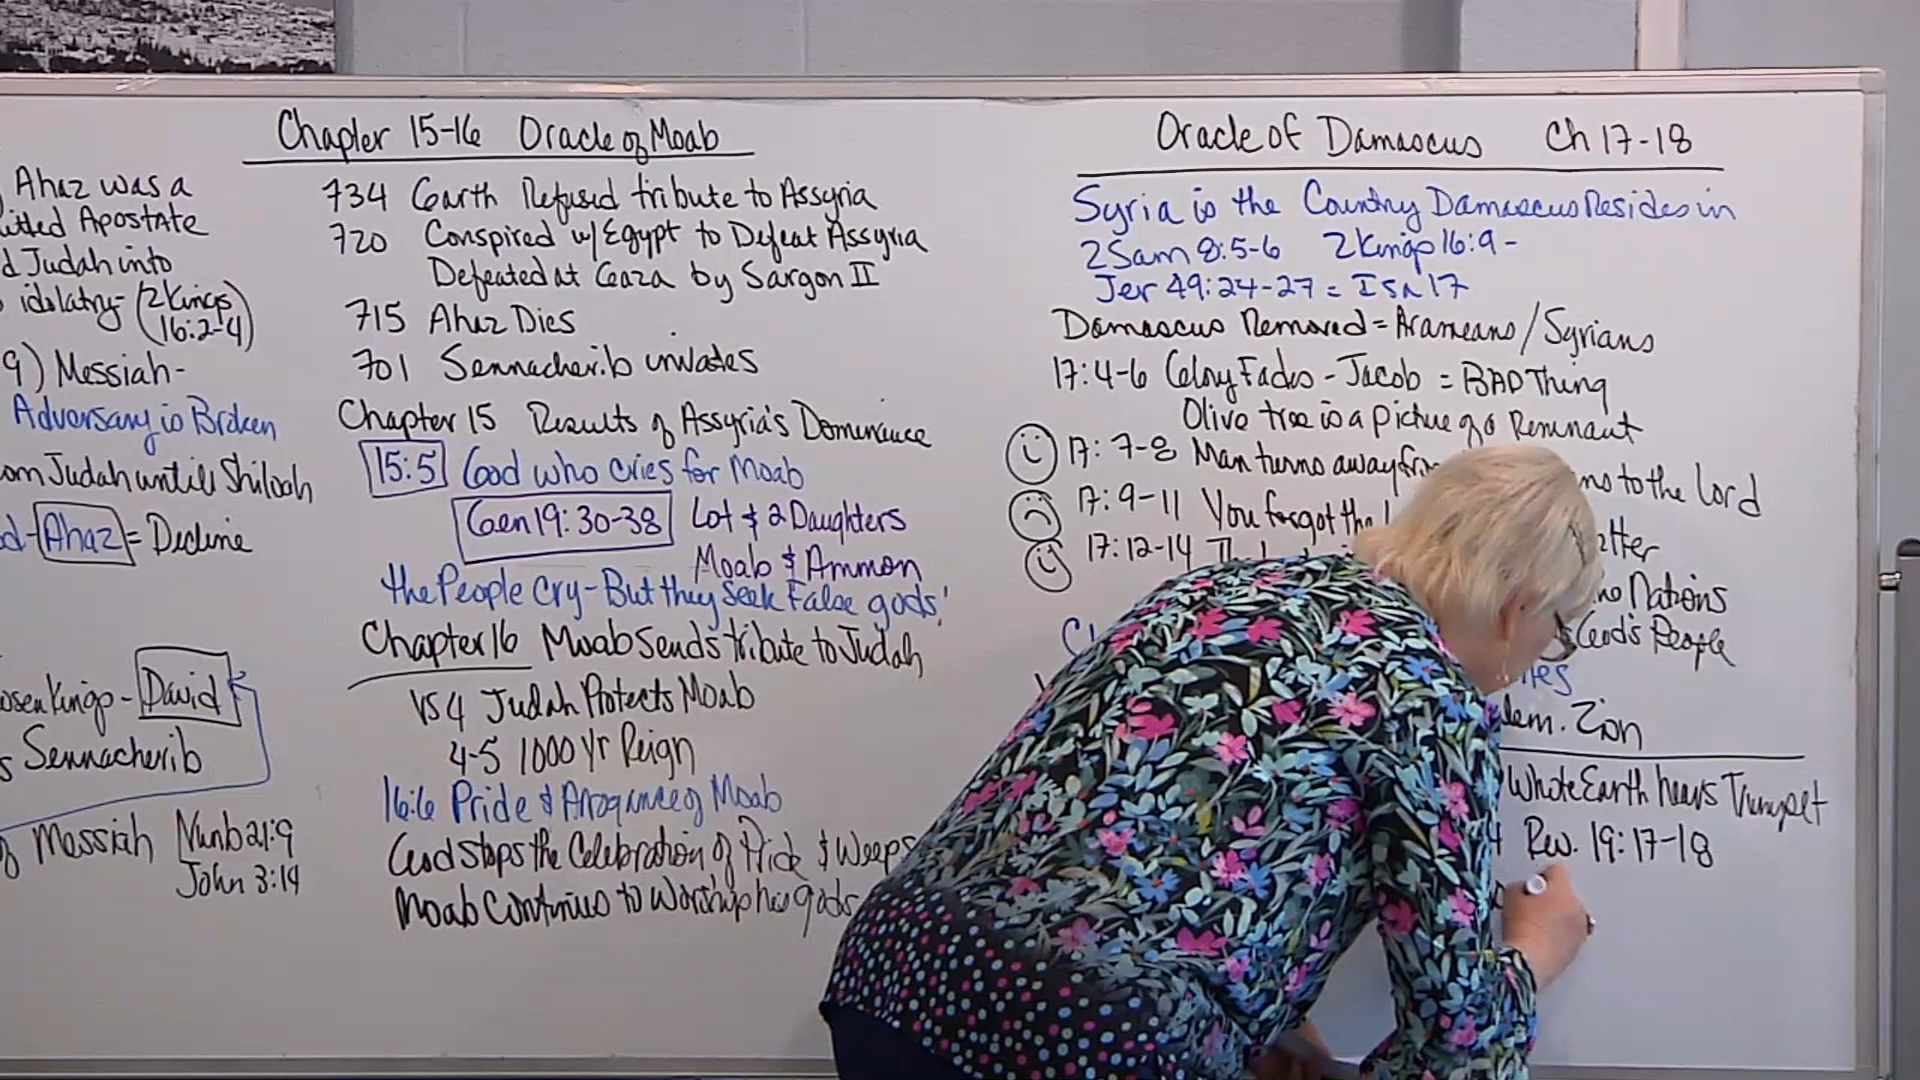 Ahaz was a
Apostate
Judah into
idolatry - (2 Kings
16:2-4)
9) Messiah -
Adversary is Broken
Judah until Shiloah
Ahaz = Decline
Kings - David
Sennacherib
Messiah Numb 21:9
John 3:14
Chapter 15-16 Oracle of Moab
734 Garth Refused tribute to Assyria
720 Conspired w/ Egypt to Defeat Assyria
Defeated at Gaza by Sargon II
715 Ahaz Dies
701 Sennacherib invades
Chapter 15 Results of Assyria's Dominance
15:5 God who cries for Moab
Gen 19:30-38 Lot & 2 Daughters
Moab & Ammon
the People Cry - But they Seek False gods!
Chapter 16 Moab Sends tribute to Judah
vs 4 Judah Protects Moab
4-5 1000 yr Reign
16:6 Pride & Arrogance of Moab
God stops the Celebration of Pride & Weeps
Moab Continues to Worship his gods
Oracle of Damascus Ch 17-18
Syria is the Country Damascus Resides in
2 Sam 8:5-6 2 Kings 16:9 -
Jer 49:24-27 = Isa 17
Damascus Removed = Arameans / Syrians
17:4-6 Glory Fades - Jacob = BAD Thing
Olive tree is a picture of a Remnant
17:7-8 Man turns away to the Lord
17:9-11 You forgot the
17:12-14
Nations
God's People
Zion
Whole Earth hears Trumpet
Rev. 19:17-18